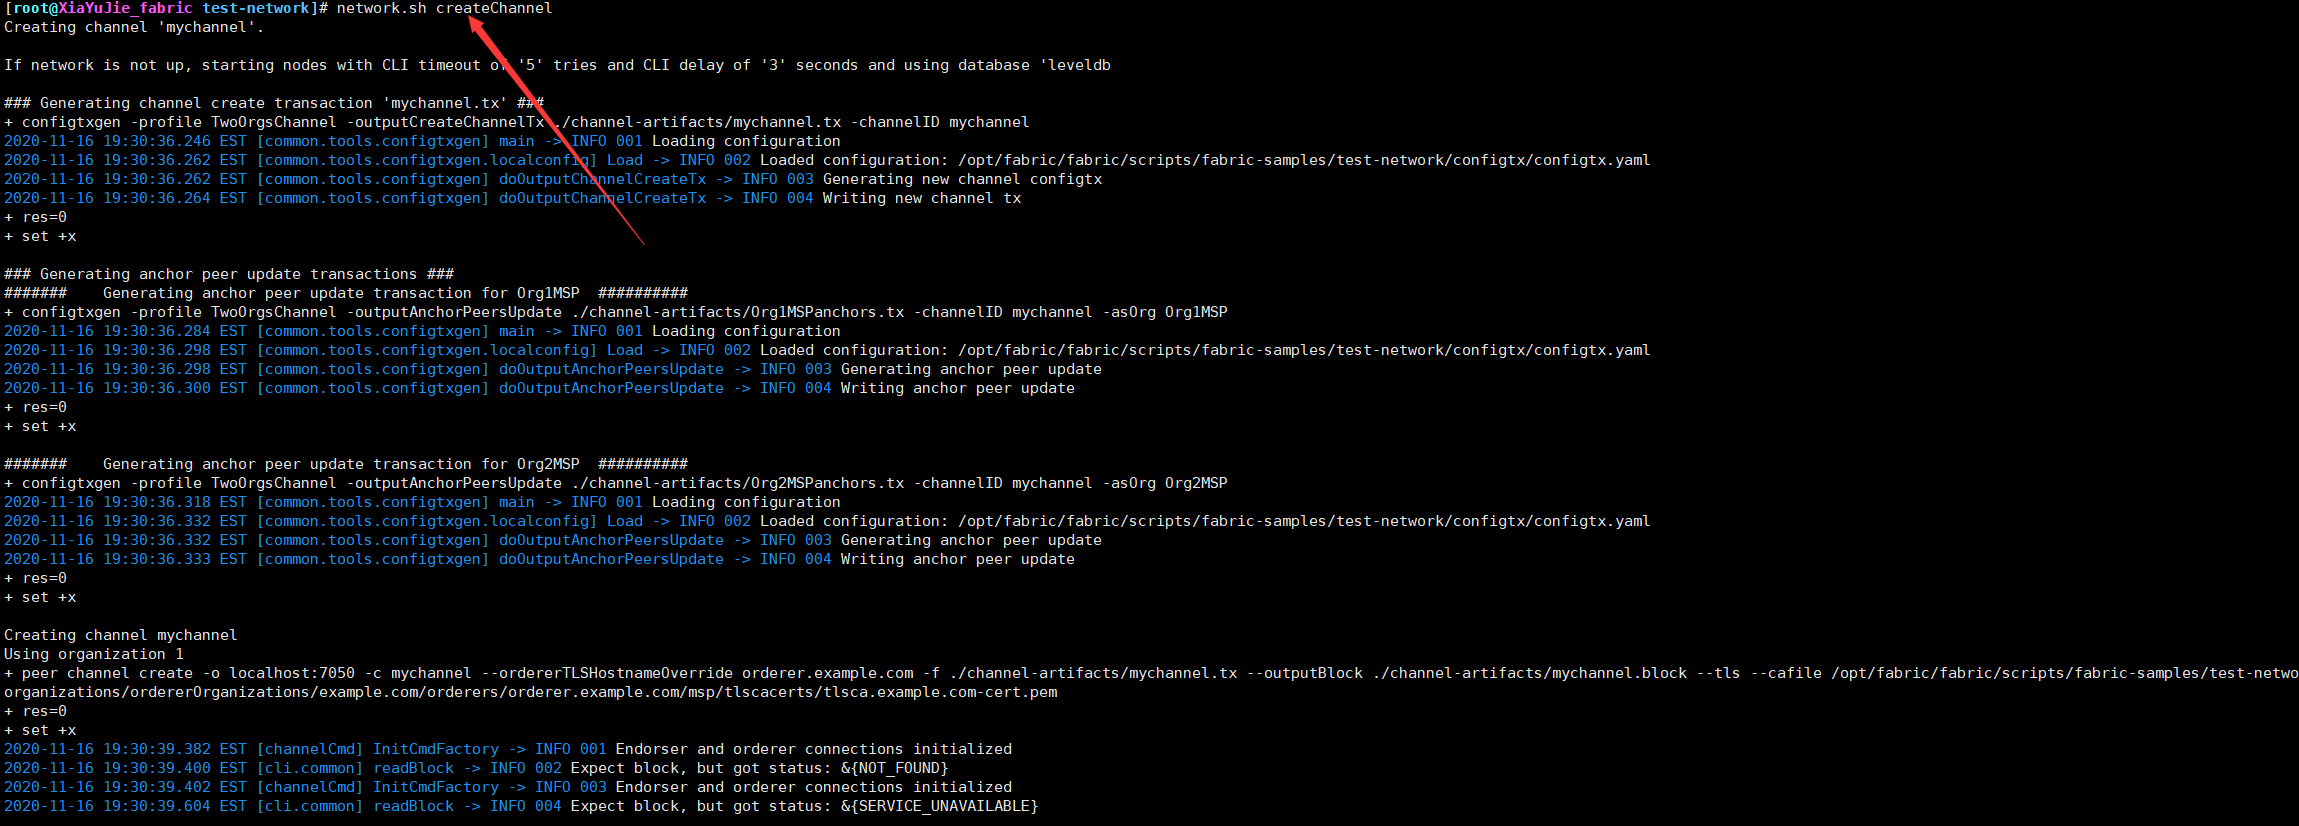 [root@XiaYuJie_fabric test-network]# network.sh createChannel
Creating channel 'mychannel'.
If network is not up, starting nodes with CLI timeout of '5' tries and CLI delay of '3' seconds and using database 'leveldb
### Generating channel create transaction 'mychannel.tx' ###
+ configtxgen -profile TwoOrgsChannel -outputCreateChannelTx ./channel-artifacts/mychannel.tx -channelID mychannel
2020-11-16 19:30:36.246 EST [common.tools.configtxgen] main -> INFO 001 Loading configuration
2020-11-16 19:30:36.262 EST [common.tools.configtxgen.localconfig] Load -> INFO 002 Loaded configuration: /opt/fabric/fabric/scripts/fabric-samples/test-network/configtx/configtx.yaml
2020-11-16 19:30:36.262 EST [common.tools.configtxgen] doOutputChannelCreateTx -> INFO 003 Generating new channel configtx
2020-11-16 19:30:36.264 EST [common.tools.configtxgen] doOutputChannelCreateTx -> INFO 004 Writing new channel tx
+ res=0
+ set +x
### Generating anchor peer update transactions ###
#######    Generating anchor peer update transaction for Org1MSP  ##########
+ configtxgen -profile TwoOrgsChannel -outputAnchorPeersUpdate ./channel-artifacts/Org1MSPanchors.tx -channelID mychannel -asOrg Org1MSP
2020-11-16 19:30:36.284 EST [common.tools.configtxgen] main -> INFO 001 Loading configuration
2020-11-16 19:30:36.298 EST [common.tools.configtxgen.localconfig] Load -> INFO 002 Loaded configuration: /opt/fabric/fabric/scripts/fabric-samples/test-network/configtx/configtx.yaml
2020-11-16 19:30:36.298 EST [common.tools.configtxgen] doOutputAnchorPeersUpdate -> INFO 003 Generating anchor peer update
2020-11-16 19:30:36.300 EST [common.tools.configtxgen] doOutputAnchorPeersUpdate -> INFO 004 Writing anchor peer update
+ res=0
+ set +x
#######    Generating anchor peer update transaction for Org2MSP  ##########
+ configtxgen -profile TwoOrgsChannel -outputAnchorPeersUpdate ./channel-artifacts/Org2MSPanchors.tx -channelID mychannel -asOrg Org2MSP
2020-11-16 19:30:36.318 EST [common.tools.configtxgen] main -> INFO 001 Loading configuration
2020-11-16 19:30:36.332 EST [common.tools.configtxgen.localconfig] Load -> INFO 002 Loaded configuration: /opt/fabric/fabric/scripts/fabric-samples/test-network/configtx/configtx.yaml
2020-11-16 19:30:36.332 EST [common.tools.configtxgen] doOutputAnchorPeersUpdate -> INFO 003 Generating anchor peer update
2020-11-16 19:30:36.333 EST [common.tools.configtxgen] doOutputAnchorPeersUpdate -> INFO 004 Writing anchor peer update
+ res=0
+ set +x
Creating channel mychannel
Using organization 1
+ peer channel create -o localhost:7050 -c mychannel --ordererTLSHostnameOverride orderer.example.com -f ./channel-artifacts/mychannel.tx --outputBlock ./channel-artifacts/mychannel.block --tls --cafile /opt/fabric/fabric/scripts/fabric-samples/test-netwo
organizations/ordererOrganizations/example.com/orderers/orderer.example.com/msp/tlscacerts/tlsca.example.com-cert.pem
+ res=0
+ set +x
2020-11-16 19:30:39.382 EST [channelCmd] InitCmdFactory -> INFO 001 Endorser and orderer connections initialized
2020-11-16 19:30:39.400 EST [cli.common] readBlock -> INFO 002 Expect block, but got status: &{NOT_FOUND}
2020-11-16 19:30:39.402 EST [channelCmd] InitCmdFactory -> INFO 003 Endorser and orderer connections initialized
2020-11-16 19:30:39.604 EST [cli.common] readBlock -> INFO 004 Expect block, but got status: &{SERVICE_UNAVAILABLE}